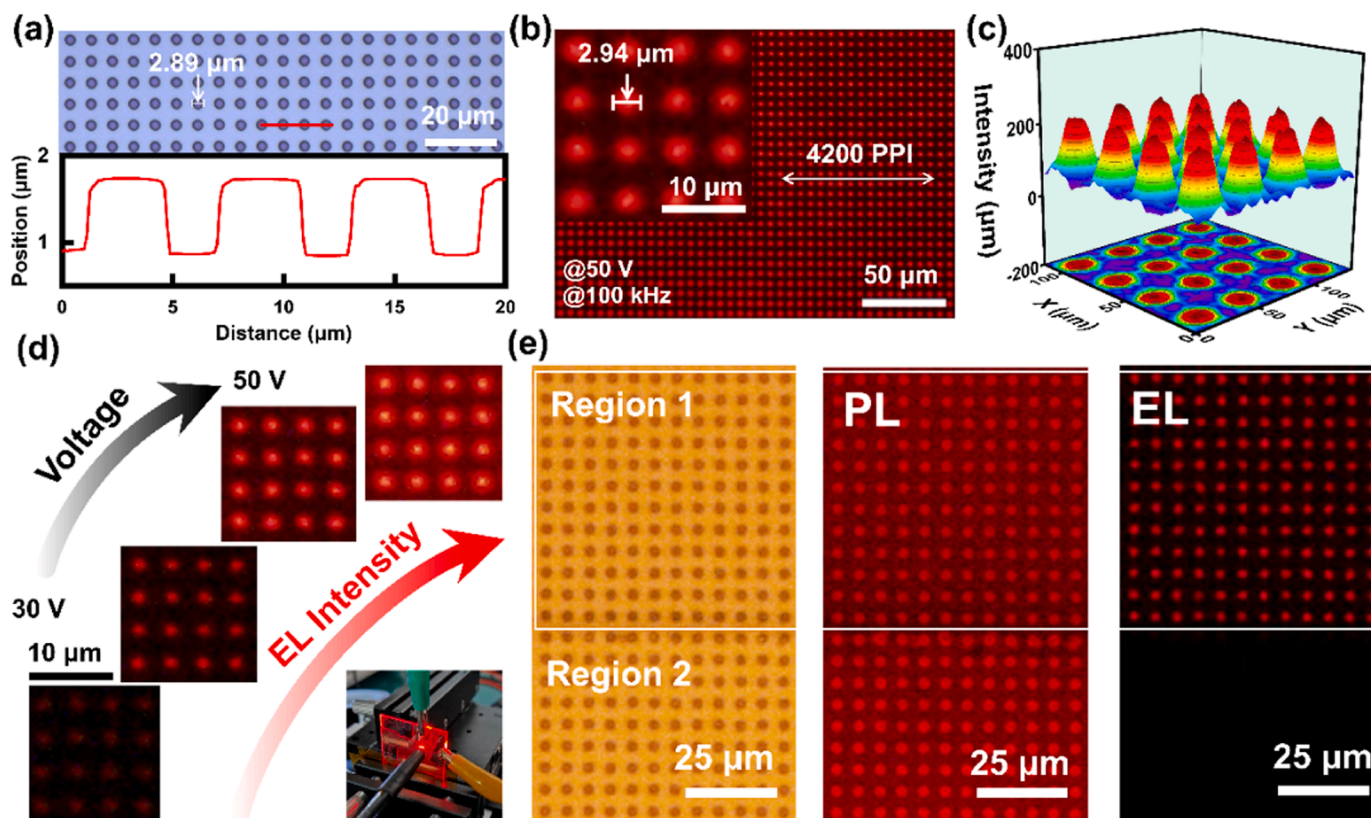 (a)
2.89 μm
20 μm
Position (μm)
2
1
0
5
10
15
20
Distance (μm)
(b)
2.94 μm
10 μm
4200 PPI
@50 V
@100 kHz
50 μm
(c)
Intensity (μm)
400
200
0
-200
100
50
0
X (μm)
0
50
100
Y (μm)
(d)
Voltage
50 V
30 V
10 μm
EL Intensity
(e)
Region 1
Region 2
25 μm
PL
25 μm
EL
25 μm